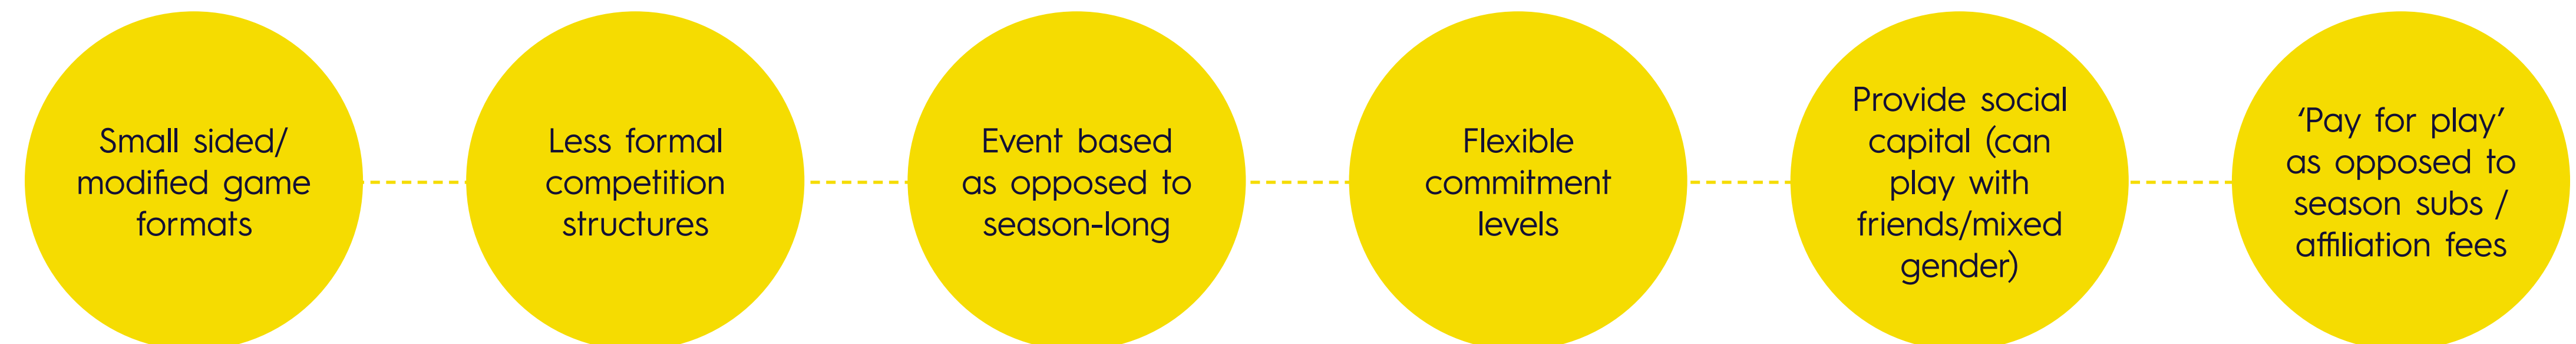 Small sided/
modified game
formats
Less formal
competition
structures
Event based
as opposed to
season-long
Flexible
commitment
levels
Provide social
capital (can
play with
friends/mixed
gender)
‘Pay for play’
as opposed to
season subs /
affiliation fees